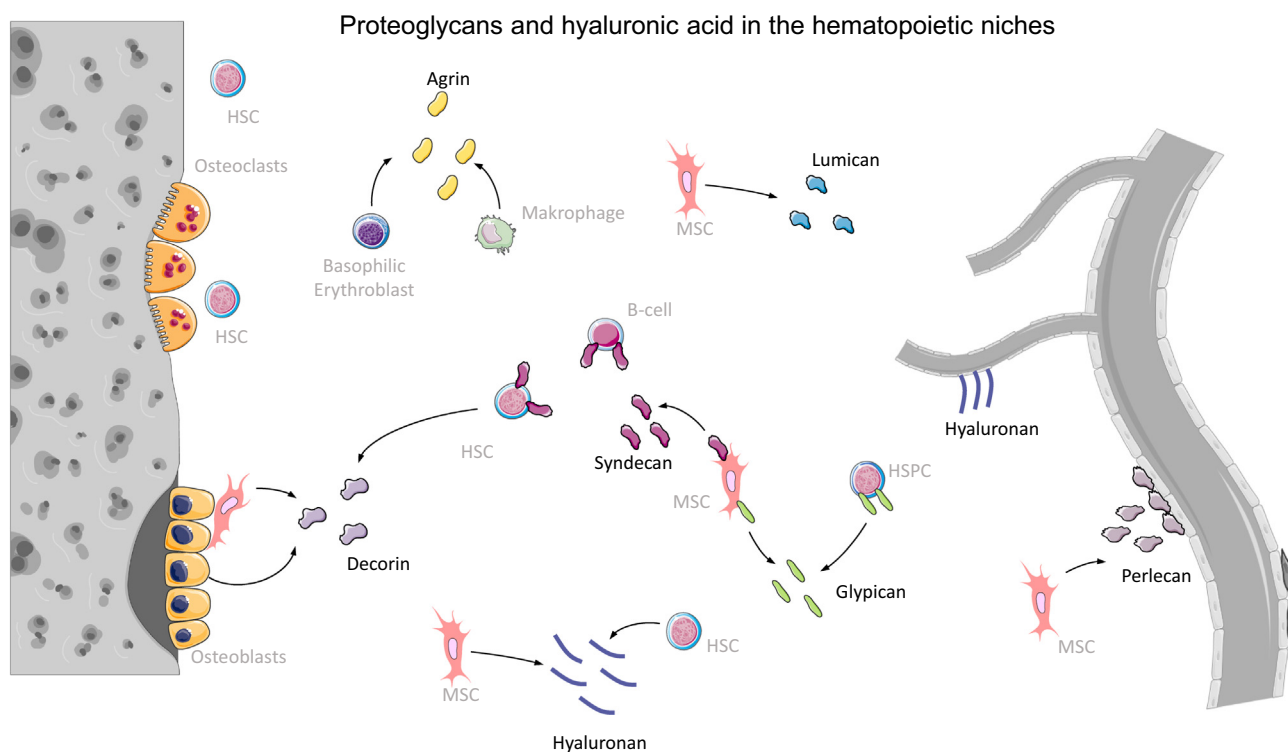 Proteoglycans and hyaluronic acid in the hematopoietic niches
HSC
Agrin
Osteoclasts
Lumican
Makrophage
MSC
Basophilic
Erythroblast
HSC
B-cell
Hyaluronan
HSC
Syndecan
HSPC
MSC
Decorin
Glypican
Perlecan
Osteoblasts
HSC
MSC
MSC
Hyaluronan